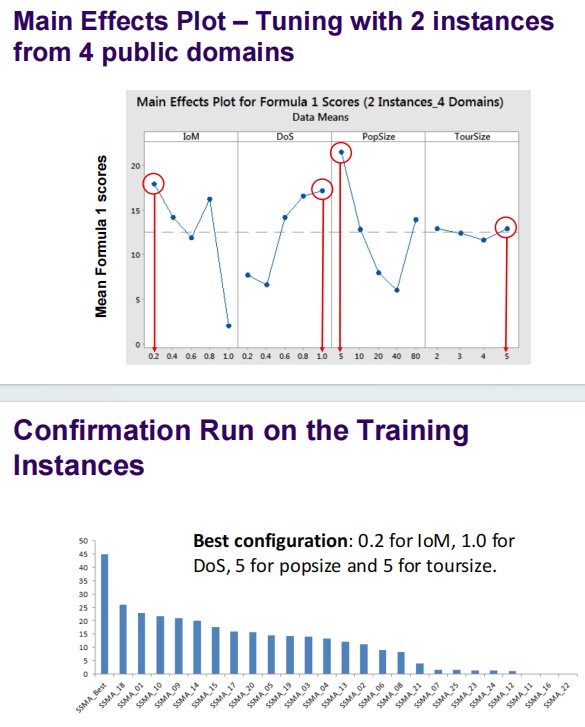 Main Effects Plot – Tuning with 2 instances
from 4 public domains
Main Effects Plot for Formula 1 Scores (2 Instances_4 Domains)
Data Means
IoM DoS PopSize TourSize
Mean Formula 1 scores
20
15
10
5
0
0.2 0.4 0.6 0.8 1.0 0.2 0.4 0.6 0.8 1.0 5 10 20 40 80 2 3 4 5
Confirmation Run on the Training
Instances
Best configuration: 0.2 for IoM, 1.0 for
DoS, 5 for popsize and 5 for toursize.
50
45
40
35
30
25
20
15
10
5
0
SSMA_Best SSMA_18 SSMA_01 SSMA_10 SSMA_09 SSMA_14 SSMA_15 SSMA_17 SSMA_20 SSMA_05 SSMA_19 SSMA_03 SSMA_04 SSMA_13 SSMA_02 SSMA_06 SSMA_08 SSMA_21 SSMA_07 SSMA_25 SSMA_23 SSMA_24 SSMA_12 SSMA_11 SSMA_16 SSMA_22